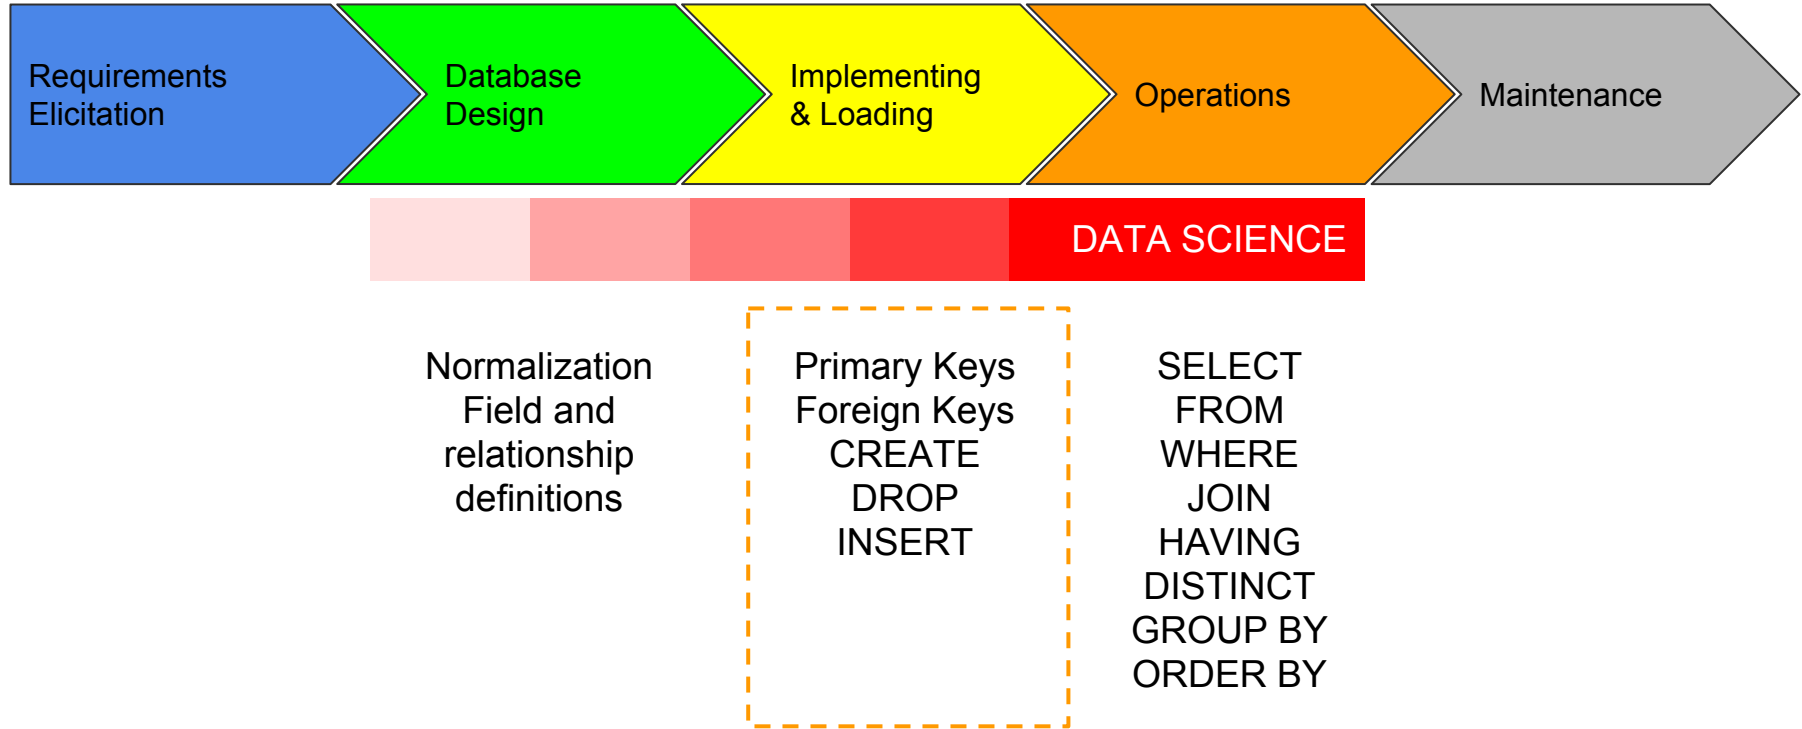 Requirements
Elicitation
Database
Design
Implementing
& Loading
Operations
Maintenance
DATA SCIENCE
Normalization
Field and
relationship
definitions
Primary Keys
Foreign Keys
CREATE
DROP
INSERT
SELECT
FROM
WHERE
JOIN
HAVING
DISTINCT
GROUP BY
ORDER BY